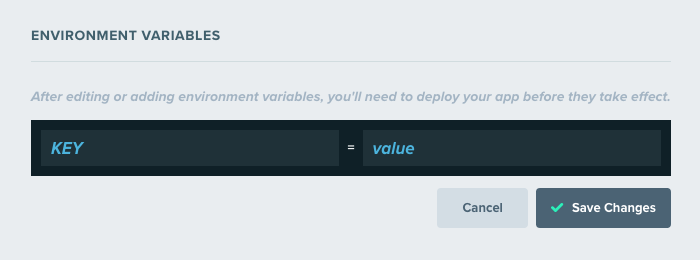 ENVIRONMENT VARIABLES
After editing or adding environment variables, you'll need to deploy your app before they take effect.
KEY = value
Cancel Save Changes